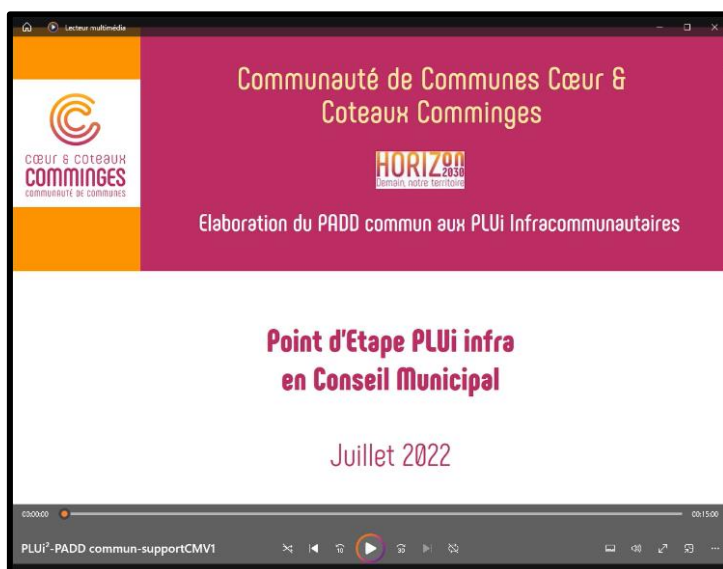 Lecteur multimédia
Communauté de Communes Cœur &
Coteaux Comminges
cœur & coteaux
COMMINGES
COMMUNAUTÉ DE COMMUNES
HORIZON
2030
Demain, notre territoire
Elaboration du PADD commun aux PLUi Infracommunautaires
Point d'Etape PLUi infra
en Conseil Municipal
Juillet 2022
00:00:00
00:15:00
PLUi²-PADD commun-supportCMV1
10
30